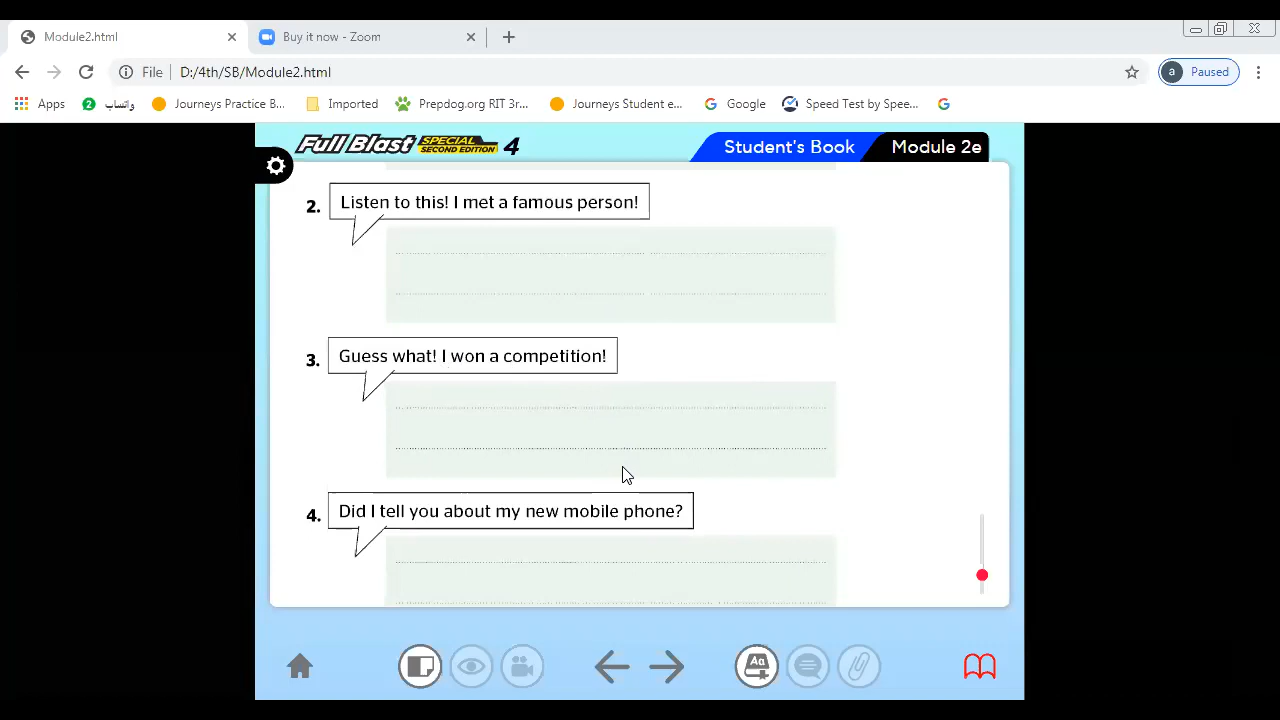 Module2.html
Buy it now - Zoom
File
D:/4th/SB/Module2.html
a Paused
Apps
2 واتساب
Journeys Practice B...
Imported
Prepdog.org RIT 3r...
Journeys Student e...
Google
Speed Test by Spee...
Full Blast SPECIAL SECOND EDITION 4
Student's Book
Module 2e
2. Listen to this! I met a famous person!
3. Guess what! I won a competition!
4. Did I tell you about my new mobile phone?
Aa